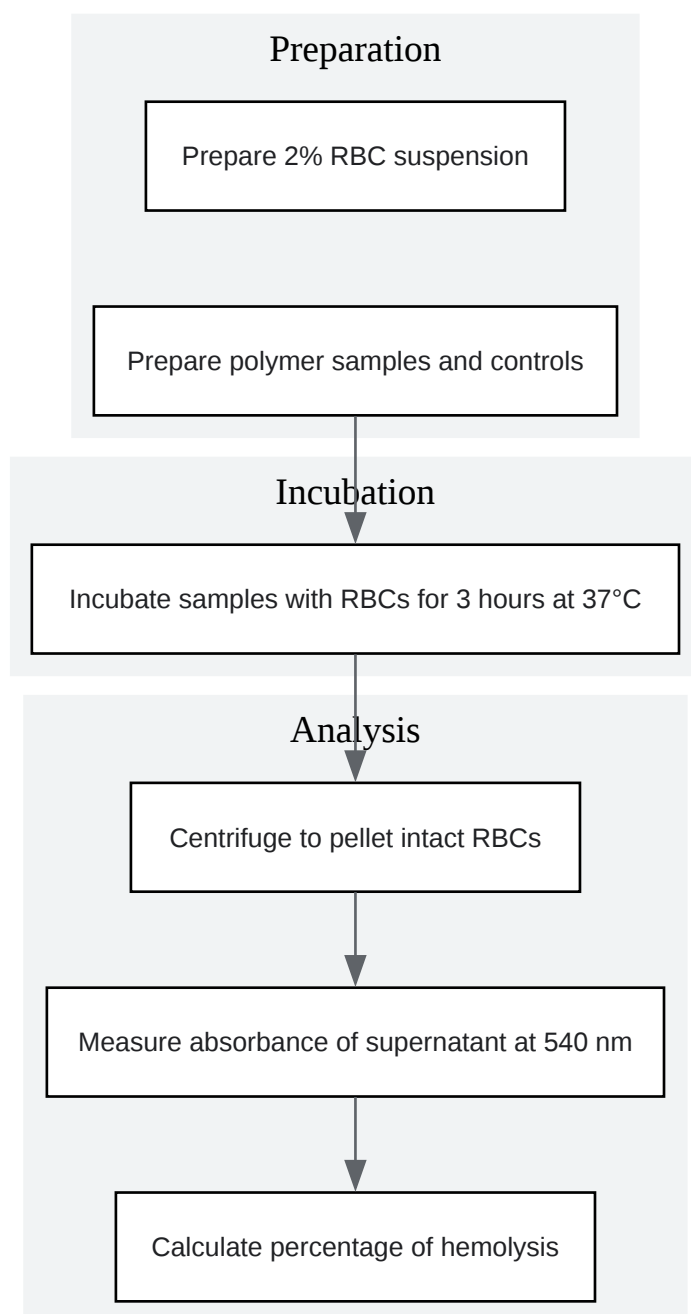 Preparation
Prepare 2% RBC suspension
Prepare polymer samples and controls
Incubation
Incubate samples with RBCs for 3 hours at 37°C
Analysis
Centrifuge to pellet intact RBCs
Measure absorbance of supernatant at 540 nm
Calculate percentage of hemolysis